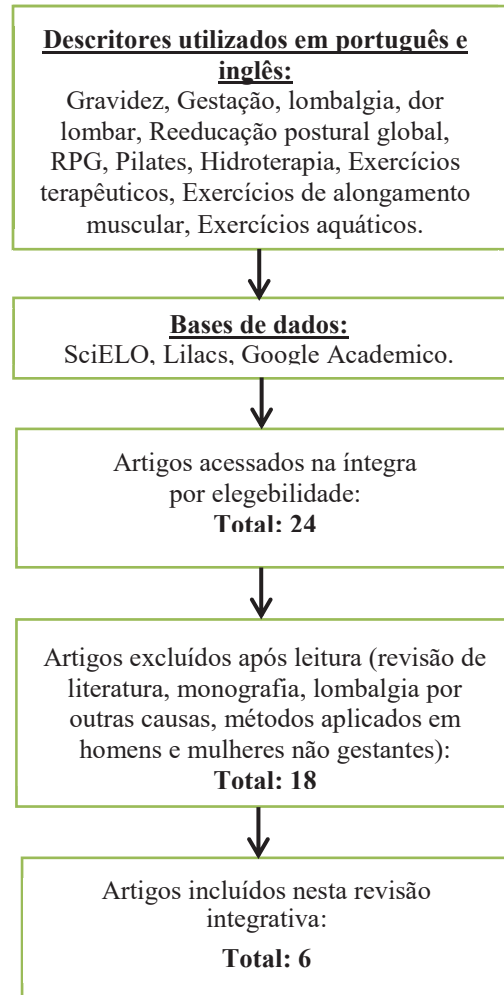 Descritores utilizados em português e
inglês:
Gravidez, Gestação, lombalgia, dor
lombar, Reeducação postural global,
RPG, Pilates, Hidroterapia, Exercícios
terapêuticos, Exercícios de alongamento
muscular, Exercícios aquáticos.
Bases de dados:
SciELO, Lilacs, Google Academico.
Artigos acessados na íntegra
por elegebilidade:
Total: 24
Artigos excluídos após leitura (revisão de
literatura, monografia, lombalgia por
outras causas, métodos aplicados em
homens e mulheres não gestantes):
Total: 18
Artigos incluídos nesta revisão
integrativa:
Total: 6